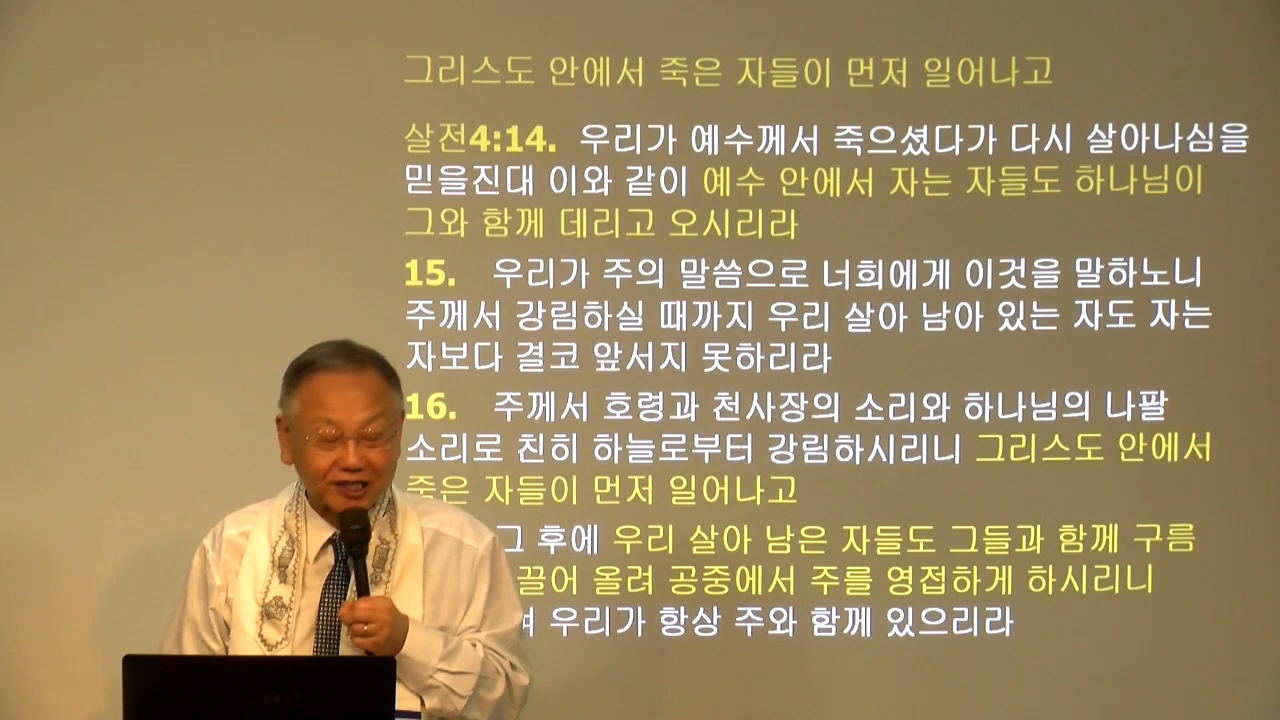 그리스도 안에서 죽은 자들이 먼저 일어나고
살전4:14. 우리가 예수께서 죽으셨다가 다시 살아나심을
믿을진대 이와 같이 예수 안에서 자는 자들도 하나님이
그와 함께 데리고 오시리라
15. 우리가 주의 말씀으로 너희에게 이것을 말하노니
주께서 강림하실 때까지 우리 살아 남아 있는 자도 자는
자보다 결코 앞서지 못하리라
16. 주께서 호령과 천사장의 소리와 하나님의 나팔
소리로 친히 하늘로부터 강림하시리니 그리스도 안에서
죽은 자들이 먼저 일어나고
그 후에 우리 살아 남은 자들도 그들과 함께 구름
끌어 올려 공중에서 주를 영접하게 하시리니
우리가 항상 주와 함께 있으리라